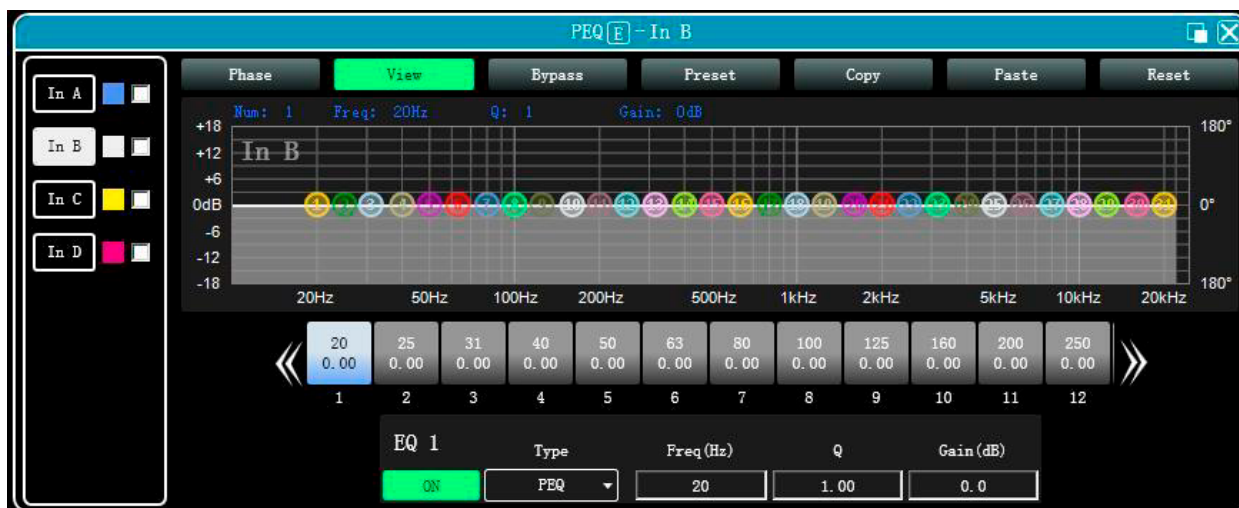 PEQ E - In B
Phase View Bypass Preset Copy Paste Reset
In A
In B
In C
In D
Num: 1 Freq: 20Hz Q: 1 Gain: 0dB
In B
+18
+12
+6
0dB
-6
-12
-18
180°
0°
180°
20Hz 50Hz 100Hz 200Hz 500Hz 1kHz 2kHz 5kHz 10kHz 20kHz
20 25 31 40 50 63 80 100 125 160 200 250
0.00 0.00 0.00 0.00 0.00 0.00 0.00 0.00 0.00 0.00 0.00 0.00
1 2 3 4 5 6 7 8 9 10 11 12
EQ 1 Type Freq(Hz) Q Gain(dB)
ON PEQ 20 1.00 0.0